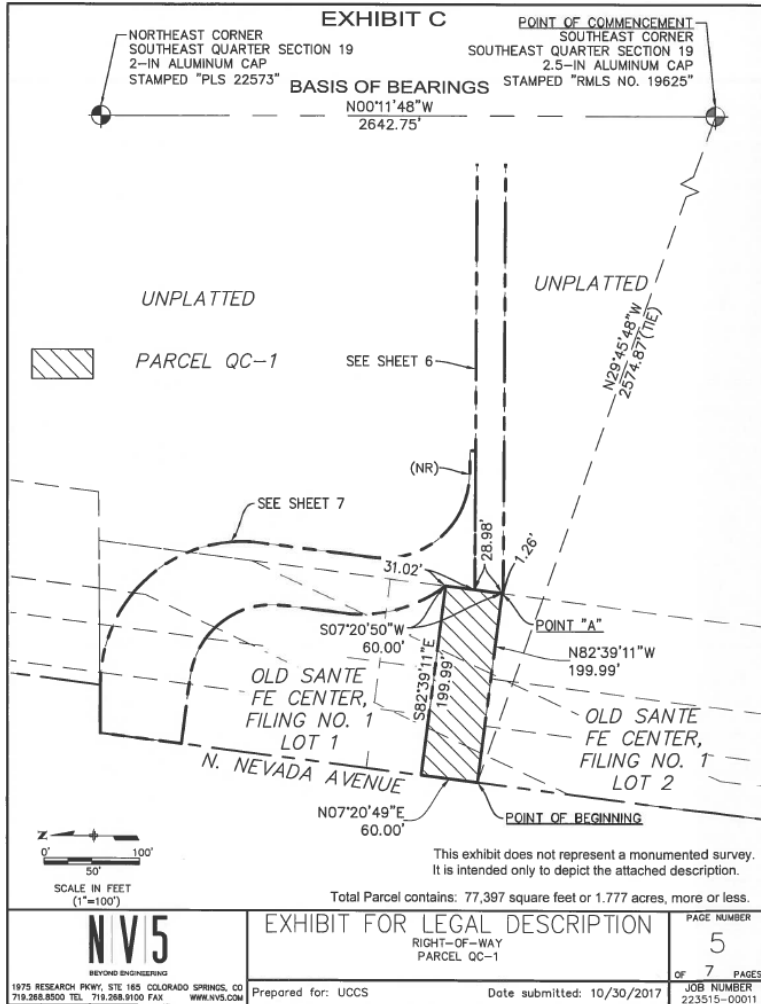 EXHIBIT C
NORTHEAST CORNER
SOUTHEAST QUARTER SECTION 19
2-IN ALUMINUM CAP
STAMPED "PLS 22573"
POINT OF COMMENCEMENT
SOUTHEAST CORNER
SOUTHEAST QUARTER SECTION 19
2.5-IN ALUMINUM CAP
STAMPED "RMLS NO. 19625"
BASIS OF BEARINGS
N00°11'48"W
2642.75'
UNPLATTED
UNPLATTED
PARCEL QC-1
SEE SHEET 6
N29°45'48"W
2574.87'(TIE)
(NR)
SEE SHEET 7
28.98'
1.26'
31.02'
S07°20'50"W
60.00'
POINT "A"
S82°39'11"E
199.99'
N82°39'11"W
199.99'
OLD SANTE
FE CENTER,
FILING NO. 1
LOT 1
OLD SANTE
FE CENTER,
FILING NO. 1
LOT 2
N. NEVADA AVENUE
N07°20'49"E
60.00'
POINT OF BEGINNING
Z
0'
100'
50'
SCALE IN FEET
(1"=100')
This exhibit does not represent a monumented survey.
It is intended only to depict the attached description.
Total Parcel contains: 77,397 square feet or 1.777 acres, more or less.
N|V|5
BEYOND ENGINEERING
1975 RESEARCH PKWY, STE 165 COLORADO SPRINGS, CO
719.268.8500 TEL 719.268.9100 FAX WWW.NV5.COM
EXHIBIT FOR LEGAL DESCRIPTION
RIGHT-OF-WAY
PARCEL QC-1
Prepared for: UCCS
Date submitted: 10/30/2017
PAGE NUMBER
5
OF 7 PAGES
JOB NUMBER
223515-00011